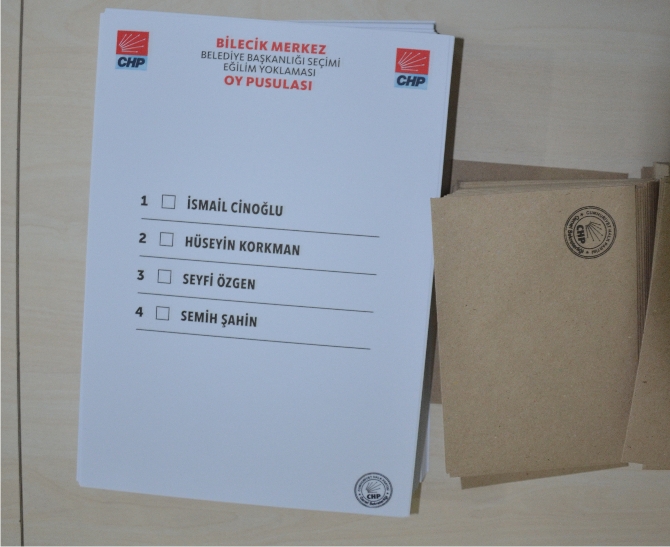 CHP
BİLECİK MERKEZ
BELEDİYE BAŞKANLIĞI SEÇİMİ
EĞİLİM YOKLAMASI
OY PUSULASI
CHP
1 İSMAİL CİNOĞLU
2 HÜSEYİN KORKMAN
3 SEYFİ ÖZGEN
4 SEMİH ŞAHİN
CHP
CHP